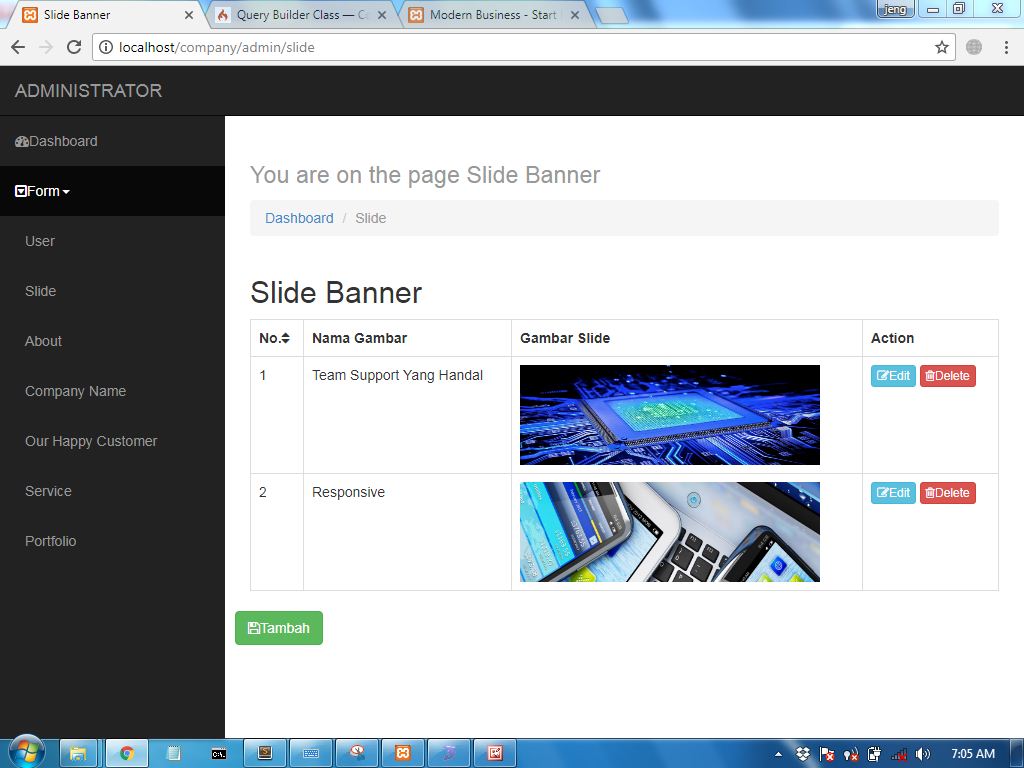 Slide Banner
Query Builder Class — Co
Modern Business - Start
jeng
localhost/company/admin/slide
ADMINISTRATOR
Dashboard
Form
User
Slide
About
Company Name
Our Happy Customer
Service
Portfolio
You are on the page Slide Banner
Dashboard / Slide
Slide Banner
No. Nama Gambar Gambar Slide Action
1 Team Support Yang Handal Edit Delete
2 Responsive Edit Delete
Tambah
C:\.
7:05 AM